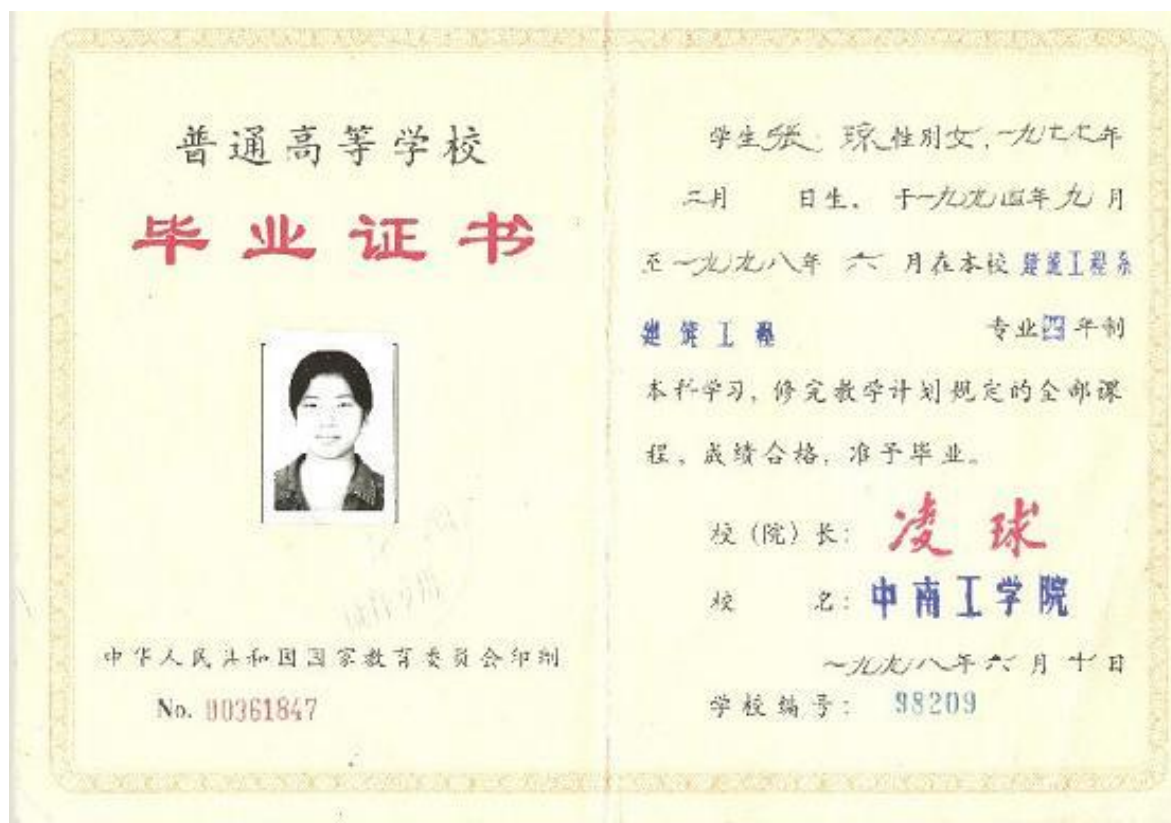 普通高等学校
毕业证书
中华人民共和国国家教育委员会印制
No. 00361847
学生张 琼性别女,一九七七年
二月 日生, 于一九九四年九月
至一九九八年 六 月在本校 建筑工程系
建筑工程 专业四年制
本科学习,修完教学计划规定的全部课
程,成绩合格,准予毕业。
校(院)长: 凌球
校 名: 中南工学院
一九九八年六月十日
学校编号: 98209